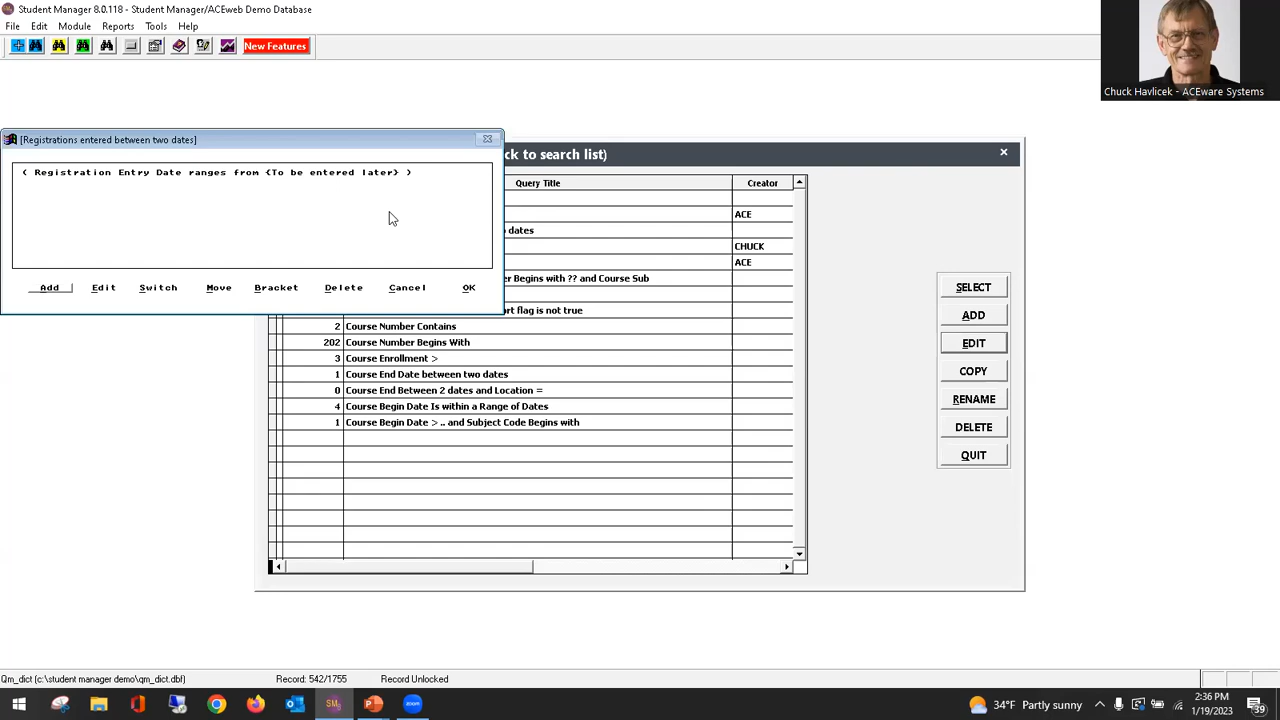 Student Manager 8.0.118 - Student Manager/ACEweb Demo Database
File Edit Module Reports Tools Help
New Features
Chuck Havlicek - ACEware Systems
[Registrations entered between two dates]
( Registration Entry Date ranges from {To be entered later} )
Add Edit Switch Move Bracket Delete Cancel OK
ck to search list)
Query Title Creator
ACE
o dates
CHUCK
ACE
er Begins with ?? and Course Sub
ort flag is not true
2 Course Number Contains
202 Course Number Begins With
3 Course Enrollment >
1 Course End Date between two dates
0 Course End Between 2 dates and Location =
4 Course Begin Date Is within a Range of Dates
1 Course Begin Date > .. and Subject Code Begins with
SELECT
ADD
EDIT
COPY
RENAME
DELETE
QUIT
Qm_dict (c:\student manager demo\qm_dict.dbf) Record: 542/1755 Record Unlocked
34°F Partly sunny
2:36 PM
1/19/2023
39